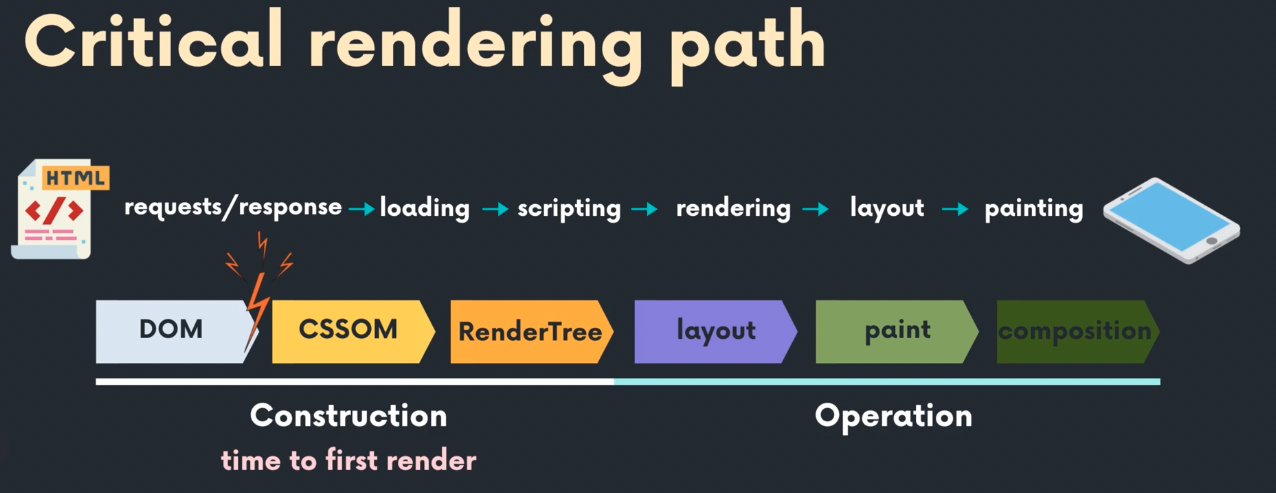 Critical rendering path
HTML
</>
requests/response → loading → scripting → rendering → layout → painting
DOM
CSSOM
RenderTree
layout
paint
composition
Construction
Operation
time to first render